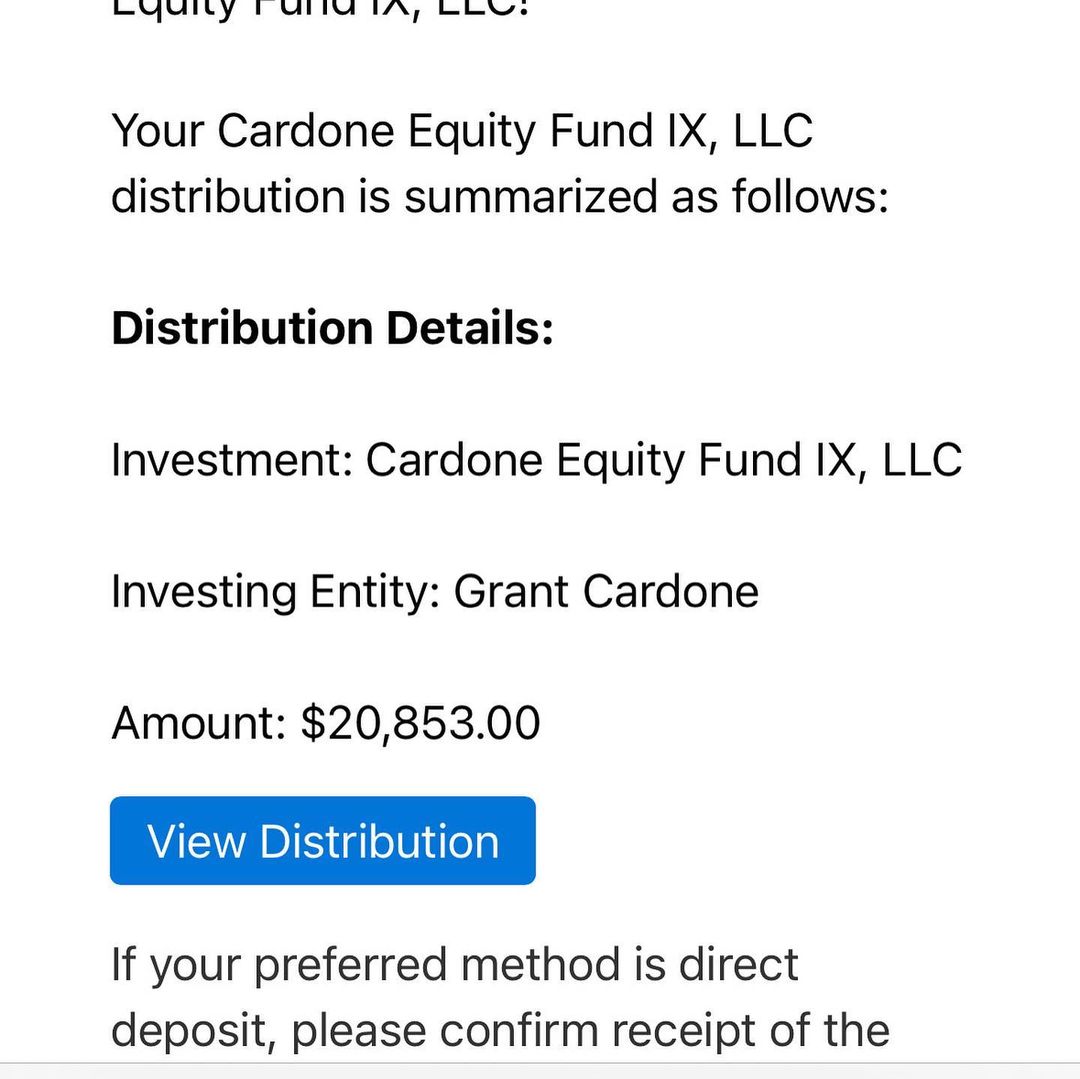 Equity Fund IX, LLC!
Your Cardone Equity Fund IX, LLC
distribution is summarized as follows:
Distribution Details:
Investment: Cardone Equity Fund IX, LLC
Investing Entity: Grant Cardone
Amount: $20,853.00
View Distribution
If your preferred method is direct
deposit, please confirm receipt of the